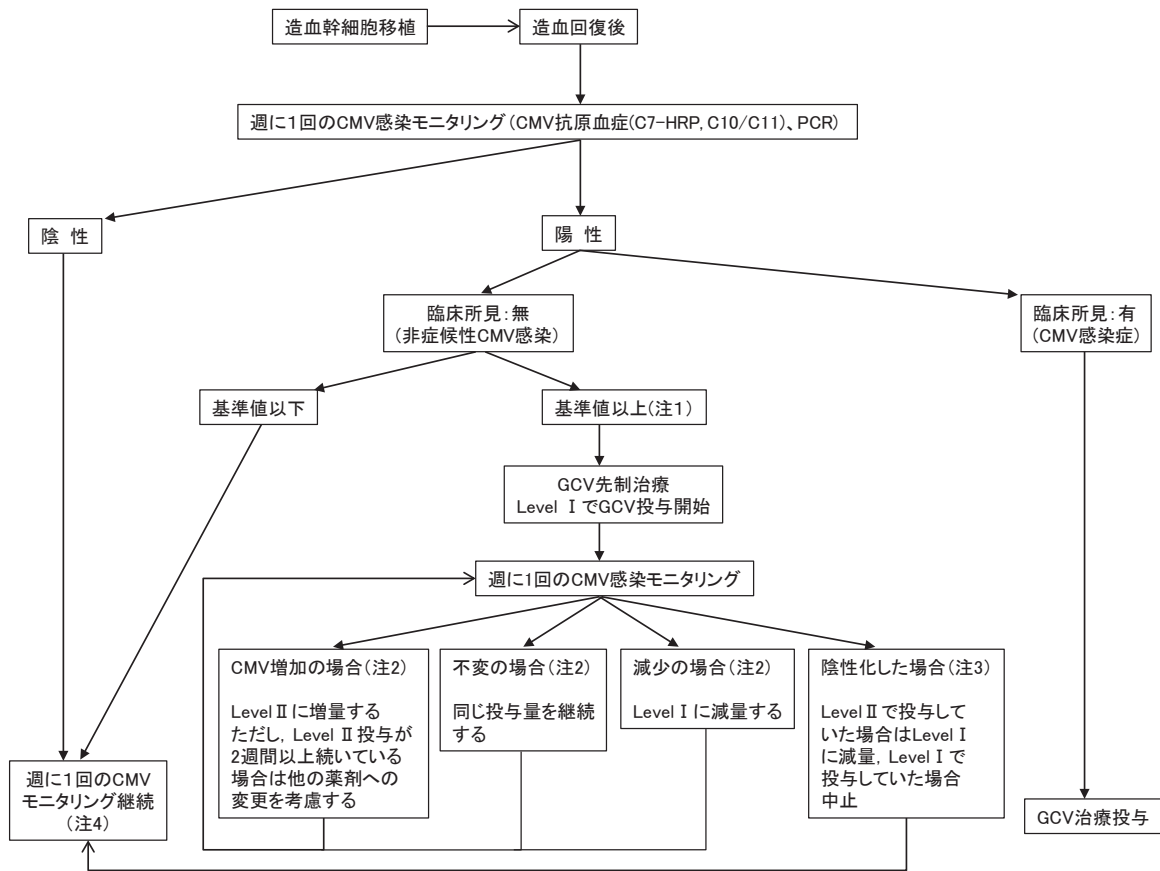 造血幹細胞移植
造血回復後
週に1回のCMV感染モニタリング(CMV抗原血症(C7-HRP, C10/C11)、PCR)
陰 性
陽 性
臨床所見:無
(非症候性CMV感染)
臨床所見:有
(CMV感染症)
基準値以下
基準値以上(注1)
GCV先制治療
Level ⅠでGCV投与開始
週に1回のCMV感染モニタリング
CMV増加の場合(注2)
LevelⅡに増量する
ただし, Level Ⅱ投与が
2週間以上続いている
場合は他の薬剤への
変更を考慮する
不変の場合(注2)
同じ投与量を継続
する
減少の場合(注2)
LevelⅠに減量する
陰性化した場合(注3)
LevelⅡで投与して
いた場合はLevelⅠ
に減量, LevelⅠで
投与していた場合
中止
週に1回のCMV
モニタリング継続
(注4)
GCV治療投与